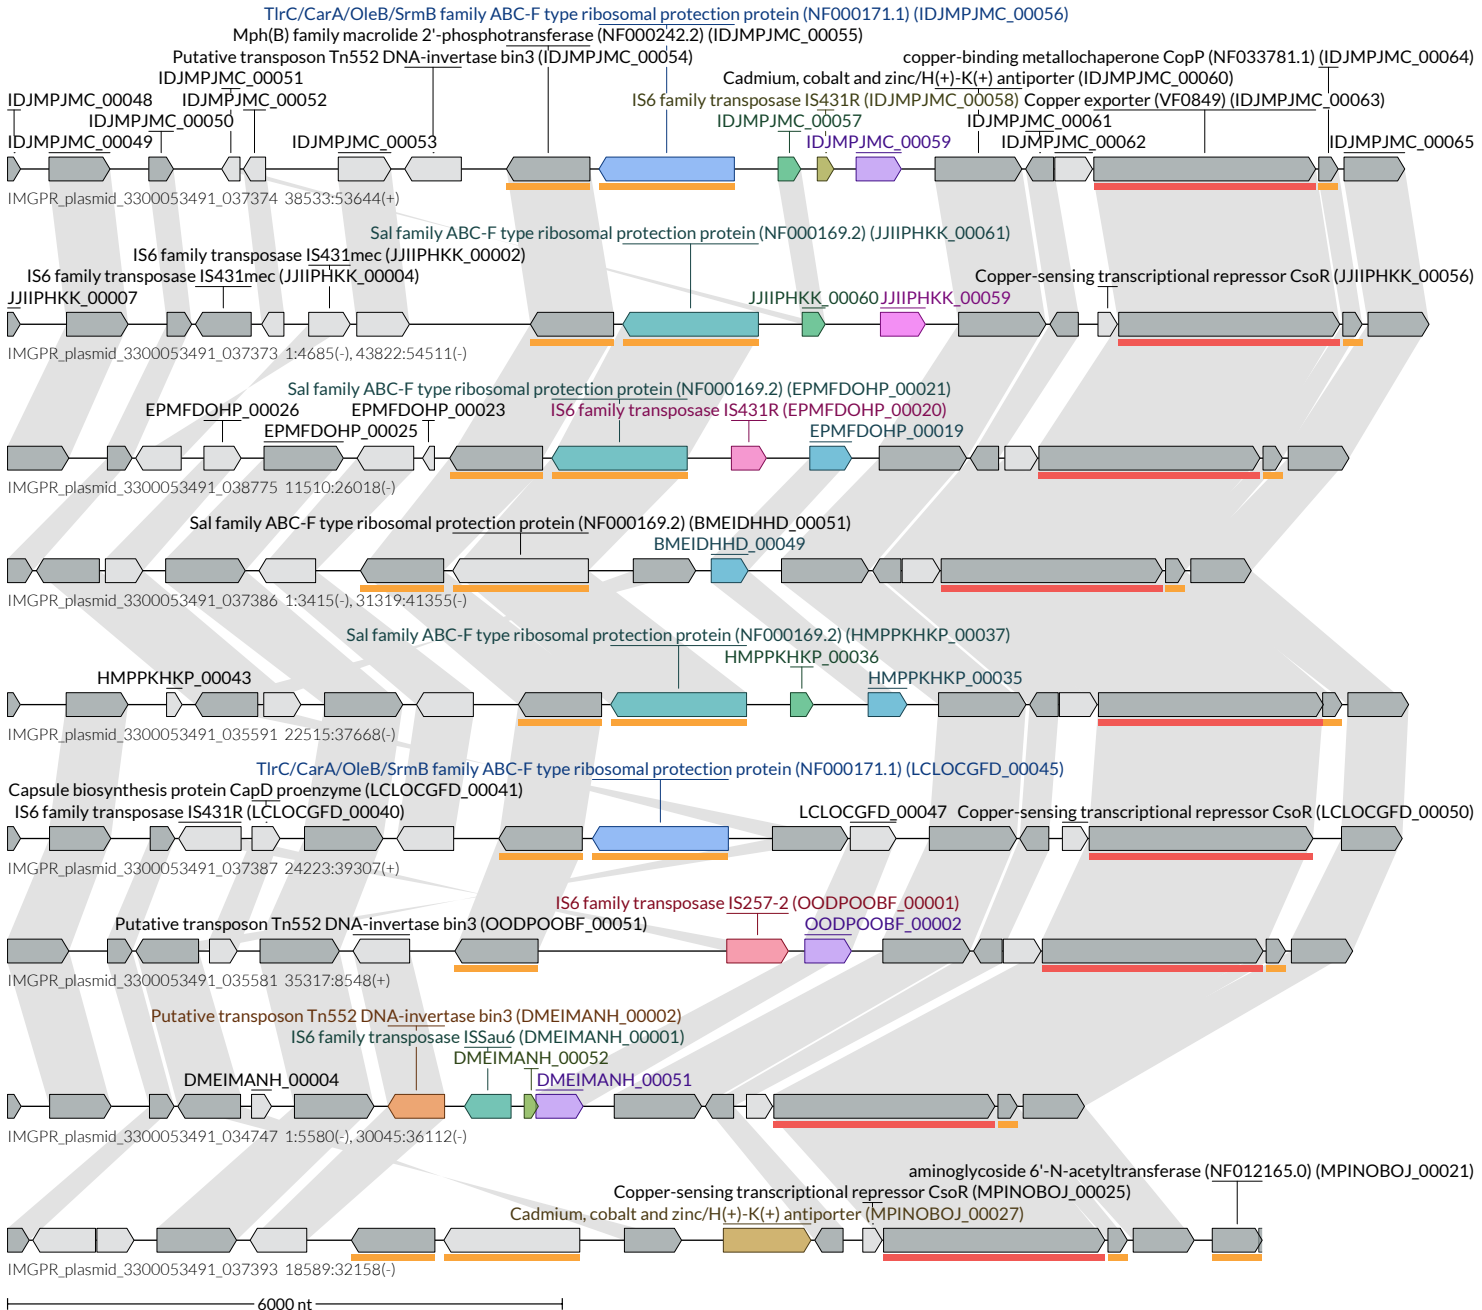 TlrC/CarA/OleB/SrmB family ABC-F type ribosomal protection protein (NF000171.1) (IDJMPJMC_00056)
Mph(B) family macrolide 2'-phosphotransferase (NF000242.2) (IDJMPJMC_00055)
Putative transposon Tn552 DNA-invertase bin3 (IDJMPJMC_00054)
copper-binding metallochaperone CopP (NF033781.1) (IDJMPJMC_00064)
IDJMPJMC_00051
Cadmium, cobalt and zinc/H(+)-K(+) antiporter (IDJMPJMC_00060)
IDJMPJMC_00048
IDJMPJMC_00052
IS6 family transposase IS431R (IDJMPJMC_00058)
Copper exporter (VF0849) (IDJMPJMC_00063)
IDJMPJMC_00050
IDJMPJMC_00057
IDJMPJMC_00061
IDJMPJMC_00049
IDJMPJMC_00053
IDJMPJMC_00059
IDJMPJMC_00062
IDJMPJMC_00065
IMGPR_plasmid_3300053491_037374 38533:53644(+)
Sal family ABC-F type ribosomal protection protein (NF000169.2) (JJIIPHKK_00061)
IS6 family transposase IS431mec (JJIIPHKK_00002)
IS6 family transposase IS431mec (JJIIPHKK_00004)
Copper-sensing transcriptional repressor CsoR (JJIIPHKK_00056)
JJIIPHKK_00007
JJIIPHKK_00060
JJIIPHKK_00059
IMGPR_plasmid_3300053491_037373 1:4685(-), 43822:54511(-)
Sal family ABC-F type ribosomal protection protein (NF000169.2) (EPMFDOHP_00021)
EPMFDOHP_00026
EPMFDOHP_00023
IS6 family transposase IS431R (EPMFDOHP_00020)
EPMFDOHP_00025
EPMFDOHP_00019
IMGPR_plasmid_3300053491_038775 11510:26018(-)
Sal family ABC-F type ribosomal protection protein (NF000169.2) (BMEIDHHD_00051)
BMEIDHHD_00049
IMGPR_plasmid_3300053491_037386 1:3415(-), 31319:41355(-)
Sal family ABC-F type ribosomal protection protein (NF000169.2) (HMPPKHKP_00037)
HMPPKHKP_00036
HMPPKHKP_00043
HMPPKHKP_00035
IMGPR_plasmid_3300053491_035591 22515:37668(-)
TlrC/CarA/OleB/SrmB family ABC-F type ribosomal protection protein (NF000171.1) (LCLOCGFD_00045)
Capsule biosynthesis protein CapD proenzyme (LCLOCGFD_00041)
IS6 family transposase IS431R (LCLOCGFD_00040)
LCLOCGFD_00047
Copper-sensing transcriptional repressor CsoR (LCLOCGFD_00050)
IMGPR_plasmid_3300053491_037387 24223:39307(+)
IS6 family transposase IS257-2 (OODPOOBF_00001)
Putative transposon Tn552 DNA-invertase bin3 (OODPOOBF_00051)
OODPOOBF_00002
IMGPR_plasmid_3300053491_035581 35317:8548(+)
Putative transposon Tn552 DNA-invertase bin3 (DMEIMANH_00002)
IS6 family transposase ISSau6 (DMEIMANH_00001)
DMEIMANH_00052
DMEIMANH_00004
DMEIMANH_00051
IMGPR_plasmid_3300053491_034747 1:5580(-), 30045:36112(-)
aminoglycoside 6'-N-acetyltransferase (NF012165.0) (MPINOBOJ_00021)
Copper-sensing transcriptional repressor CsoR (MPINOBOJ_00025)
Cadmium, cobalt and zinc/H(+)-K(+) antiporter (MPINOBOJ_00027)
IMGPR_plasmid_3300053491_037393 18589:32158(-)
6000 nt